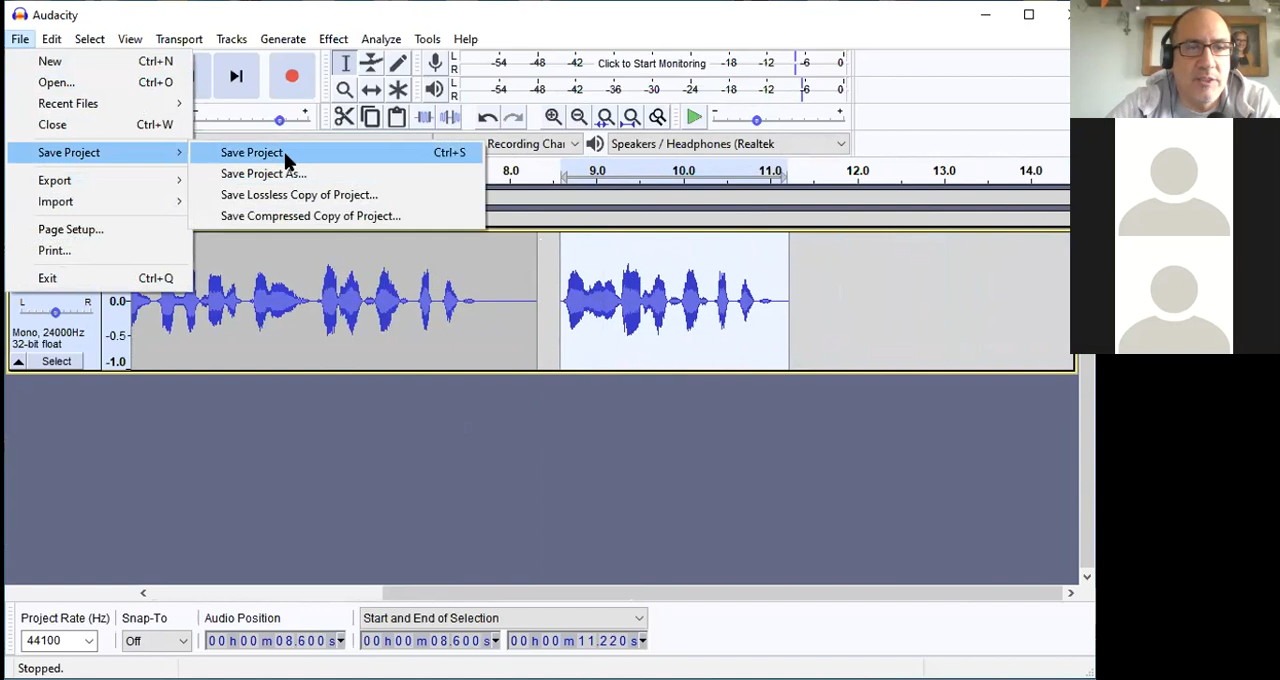 Audacity
File Edit Select View Transport Tracks Generate Effect Analyze Tools Help
New Ctrl+N
Open... Ctrl+O
Recent Files
Close Ctrl+W
Save Project
Export
Import
Page Setup...
Print...
Exit Ctrl+Q
Save Project Ctrl+S
Save Project As...
Save Lossless Copy of Project...
Save Compressed Copy of Project...
L -54 -48 -42 Click to Start Monitoring -18 -12 -6 0
R
L -54 -48 -42 -36 -30 -24 -18 -12 -6 0
R
- +
- +
Recording Chai Speakers / Headphones (Realtek
8.0 9.0 10.0 11.0 12.0 13.0 14.0
L R 0.0
Mono, 24000Hz
32-bit float -0.5
Select -1.0
Project Rate (Hz) Snap-To Audio Position Start and End of Selection
44100 Off 00 h 00 m 08.600 s 00 h 00 m 08.600 s 00 h 00 m 11.220 s
Stopped.